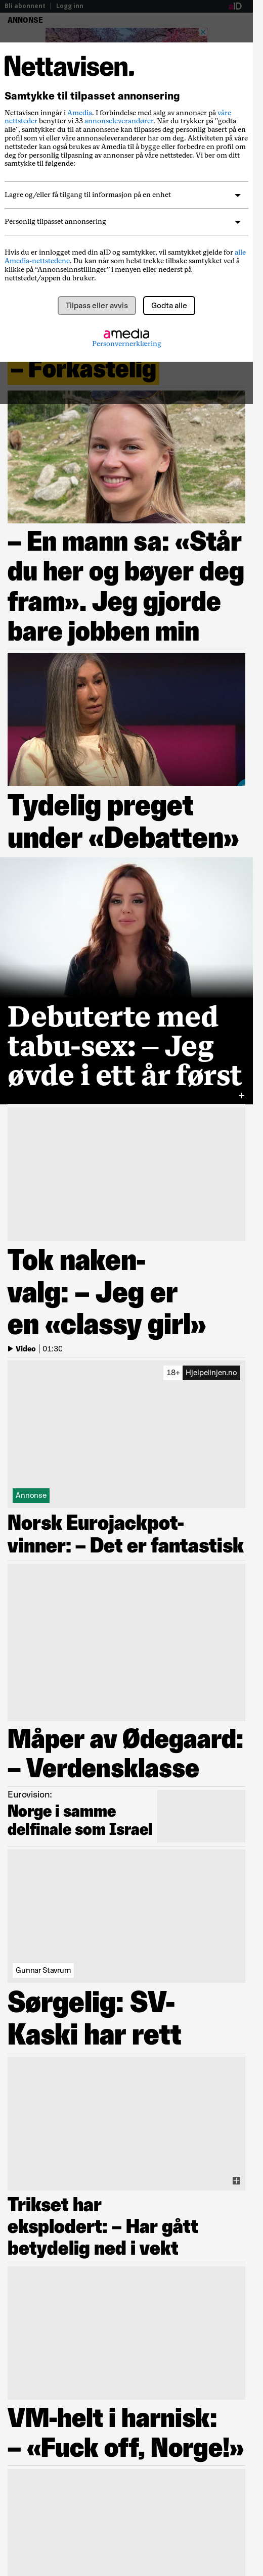 Bli abonnent | Logg inn
aID
ANNONSE
Nettavisen.
Samtykke til tilpasset annonsering
Nettavisen inngår i Amedia. I forbindelse med salg av annonser på våre
nettsteder benytter vi 33 annonseleverandører. Når du trykker på "godta
alle", samtykker du til at annonsene kan tilpasses deg personlig basert på en
profil om vi eller våre annonseleverandører har om deg. Aktiviteten på våre
nettsteder kan også brukes av Amedia til å bygge eller forbedre en profil om
deg for personlig tilpasning av annonser på våre nettsteder. Vi ber om ditt
samtykke til følgende:
Lagre og/eller få tilgang til informasjon på en enhet
Personlig tilpasset annonsering
Hvis du er innlogget med din aID og samtykker, vil samtykket gjelde for alle
Amedia-nettstedene. Du kan når som helst trekke tilbake samtykket ved å
klikke på “Annonseinnstillinger” i menyen eller nederst på
nettstedet/appen du bruker.
Tilpass eller avvis
Godta alle
amedia
Personvernerklæring
– Forkastelig
– En mann sa: «Står
du her og bøyer deg
fram». Jeg gjorde
bare jobben min
Tydelig preget
under «Debatten»
Debuterte med
tabu-sex: – Jeg
øvde i ett år først
Tok naken-
valg: – Jeg er
en «classy girl»
Video | 01:30
18+ Hjelpelinjen.no
Annonse
Norsk Eurojackpot-
vinner: – Det er fantastisk
Måper av Ødegaard:
– Verdensklasse
Eurovision:
Norge i samme
delfinale som Israel
Gunnar Stavrum
Sørgelig: SV-
Kaski har rett
Trikset har
eksplodert: – Har gått
betydelig ned i vekt
VM-helt i harnisk:
– «Fuck off, Norge!»